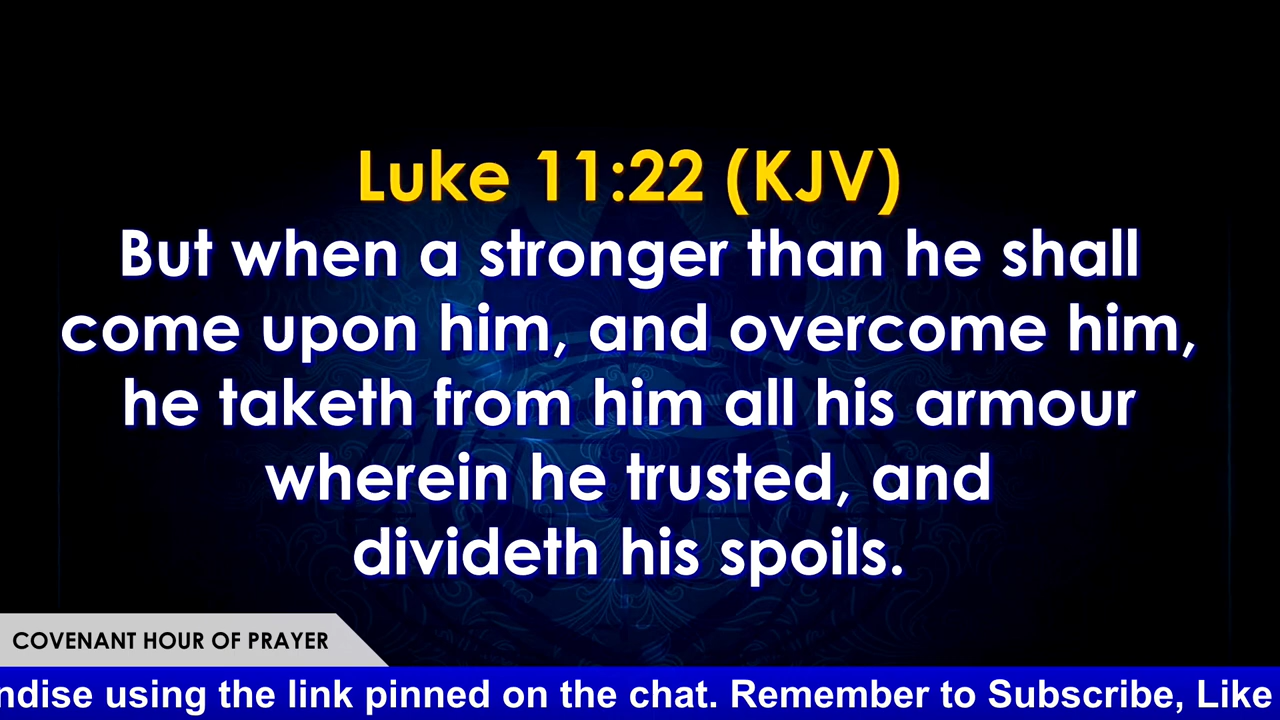 Luke 11:22 (KJV)
But when a stronger than he shall
come upon him, and overcome him,
he taketh from him all his armour
wherein he trusted, and
divideth his spoils.
COVENANT HOUR OF PRAYER
ndise using the link pinned on the chat. Remember to Subscribe, Like